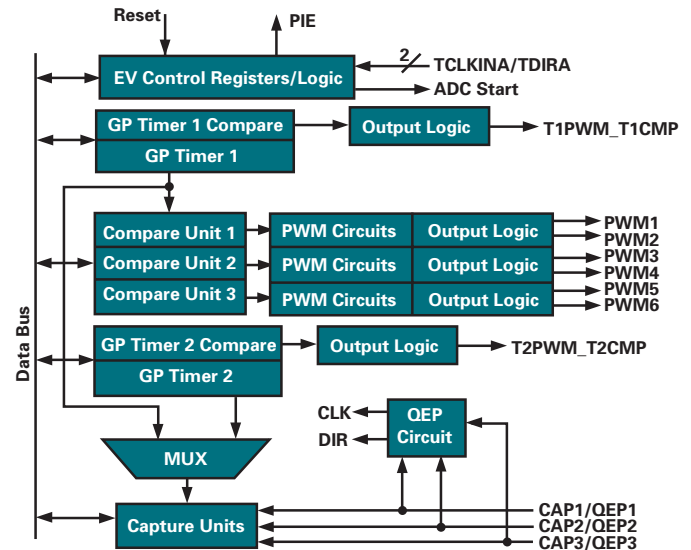 Reset
PIE
2
TCLKINA/TDIRA
EV Control Registers/Logic
ADC Start
GP Timer 1 Compare
Output Logic
T1PWM_T1CMP
GP Timer 1
Compare Unit 1
PWM Circuits
Output Logic
PWM1
PWM2
Compare Unit 2
PWM Circuits
Output Logic
PWM3
PWM4
Compare Unit 3
PWM Circuits
Output Logic
PWM5
PWM6
Data Bus
GP Timer 2 Compare
Output Logic
T2PWM_T2CMP
GP Timer 2
CLK
DIR
QEP
Circuit
MUX
Capture Units
CAP1/QEP1
CAP2/QEP2
CAP3/QEP3